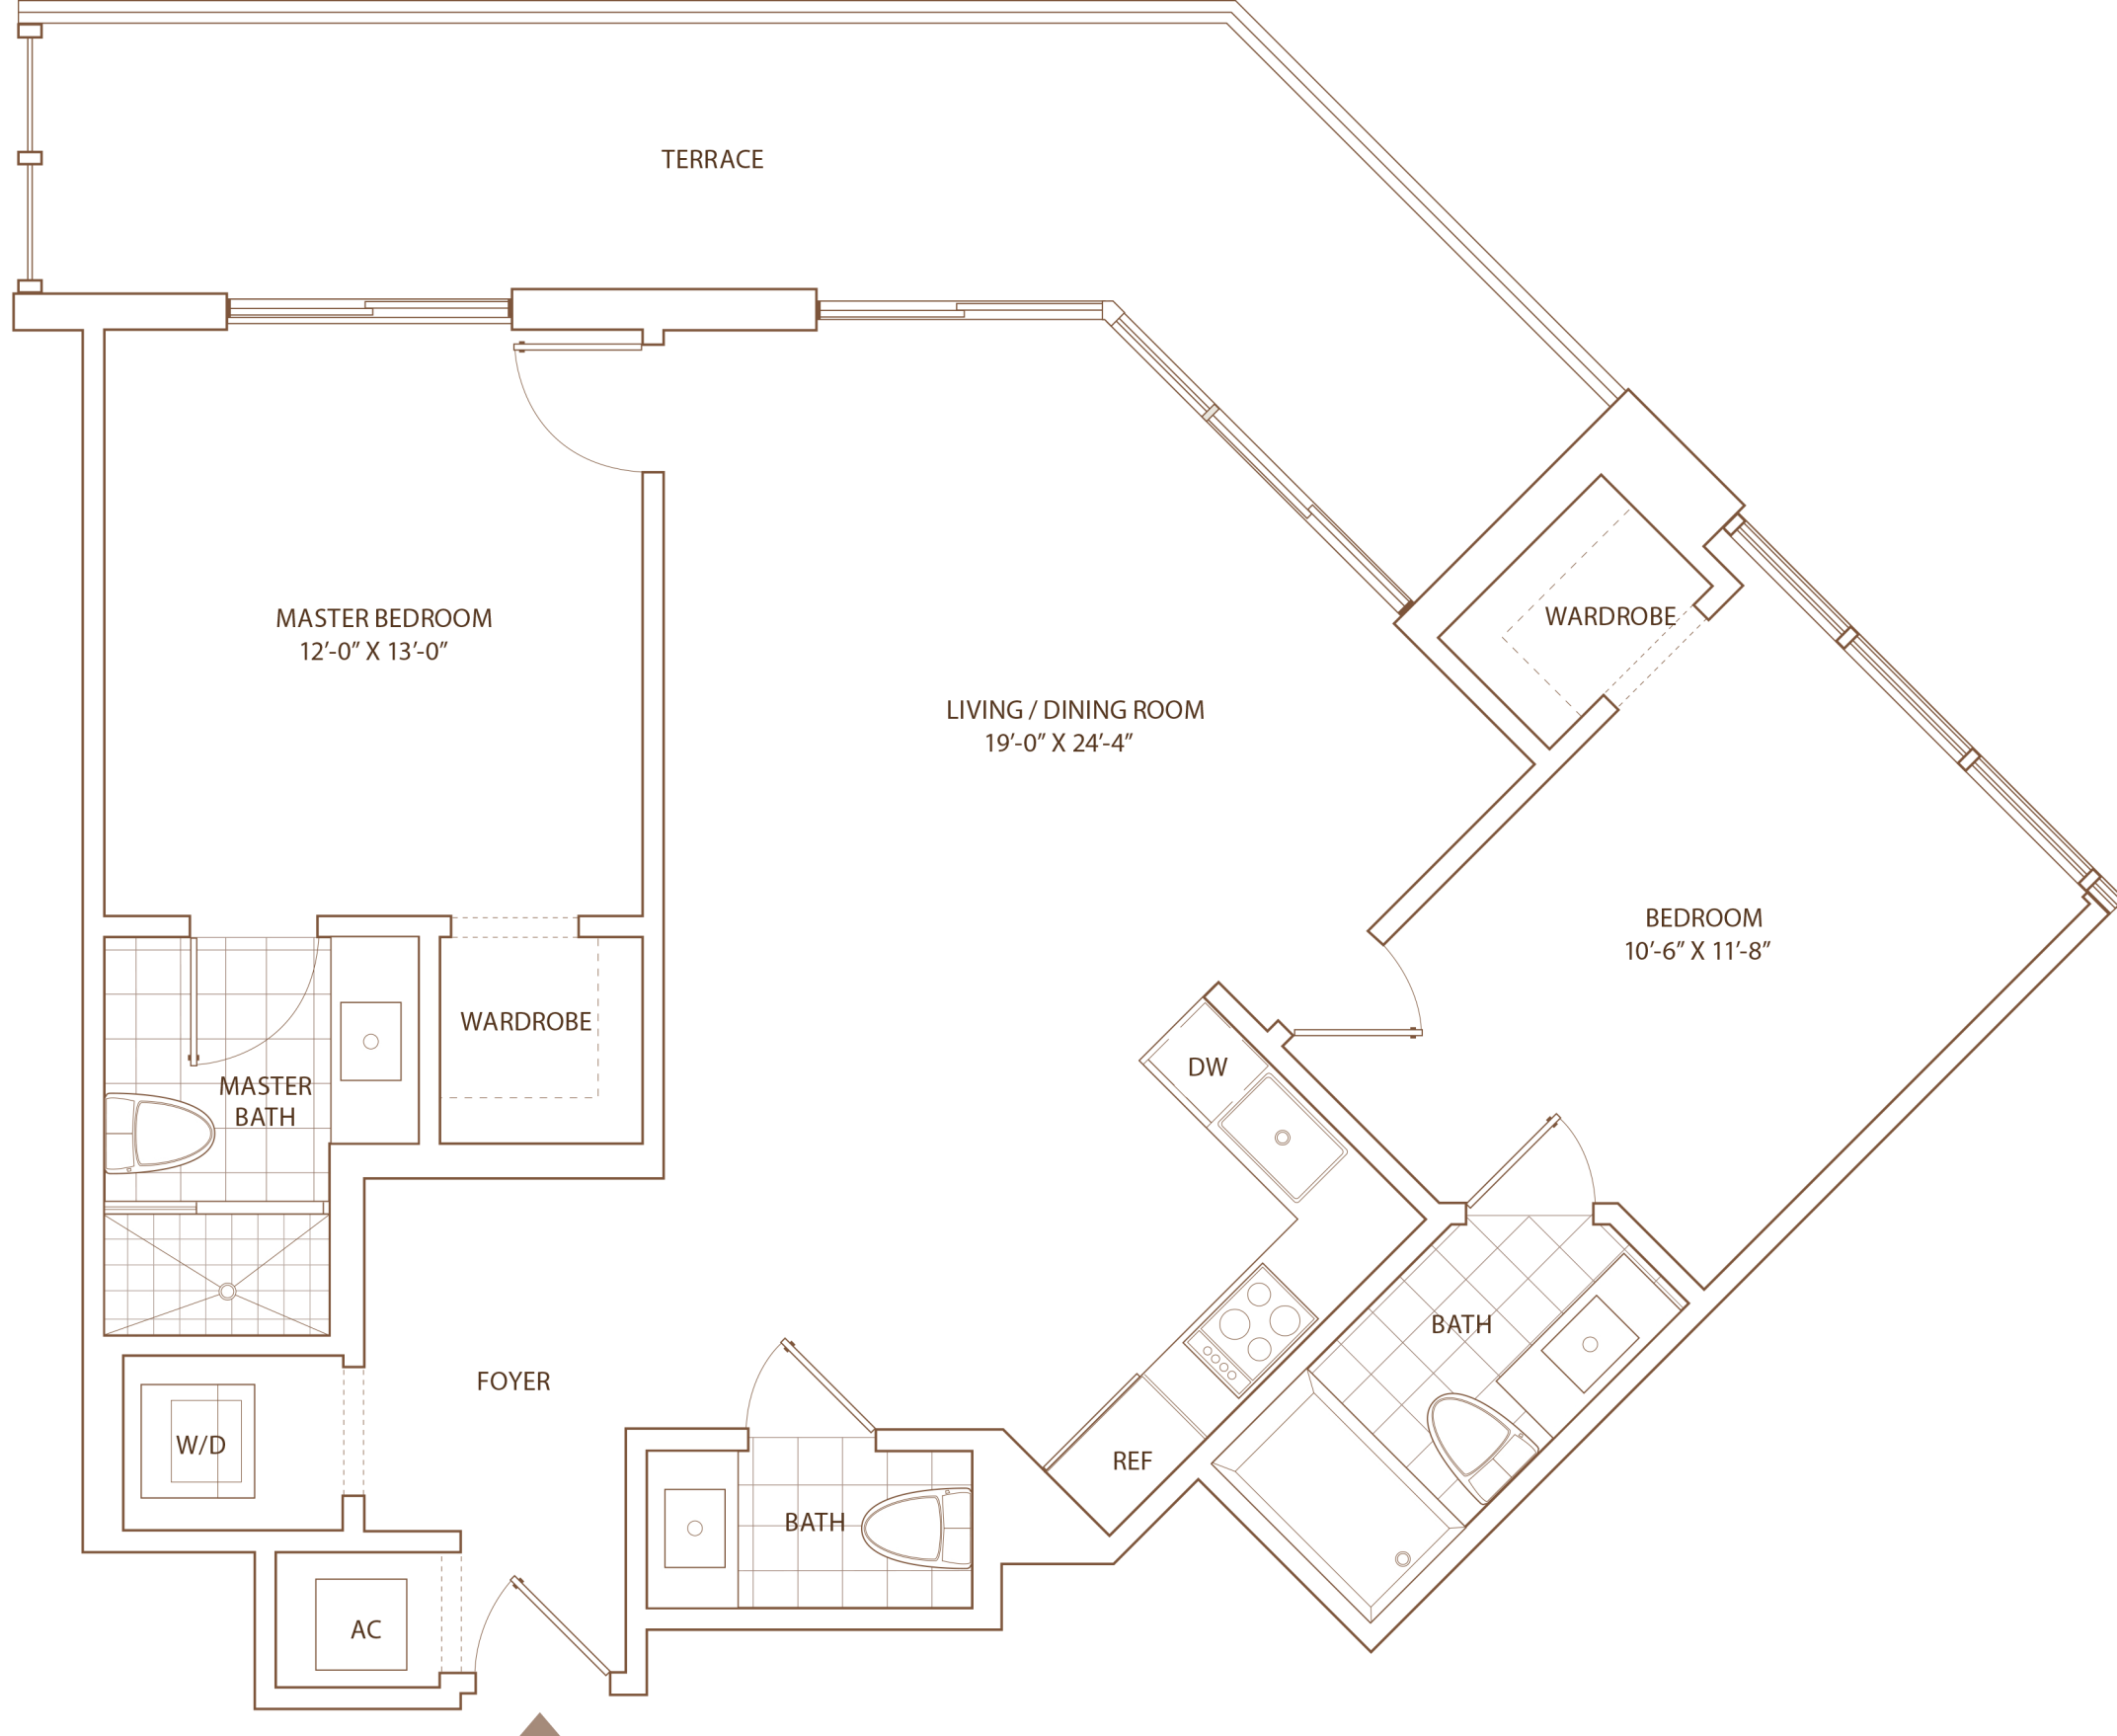 TERRACE
MASTER BEDROOM
12’-0” X 13’-0”
WARDROBE
LIVING / DINING ROOM
19’-0” X 24’-4”
BEDROOM
10’-6” X 11’-8”
WARDROBE
DW
MASTER
BATH
BATH
FOYER
W/D
REF
BATH
AC